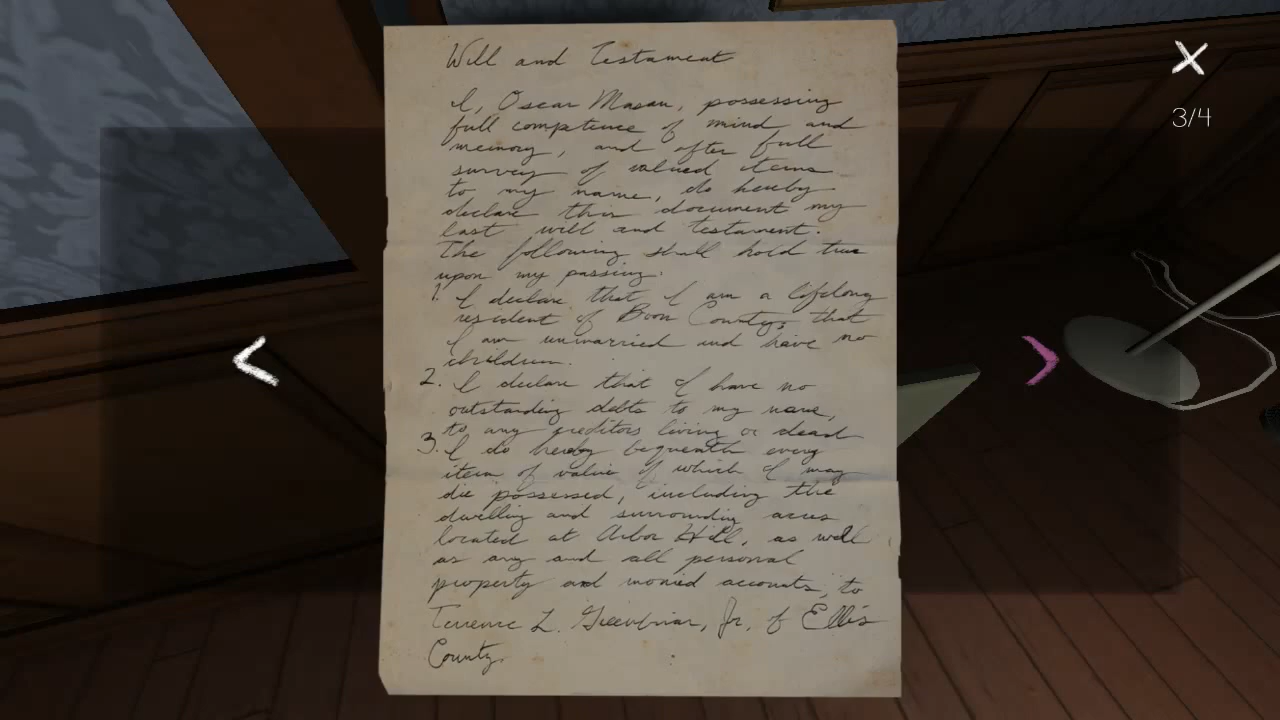 Will and Testament
I, Oscar Masan, possessing
full competence of mind and
memory, and after full
survey of valued items
to my name, do hereby
declare this document my
last will and testament.
The following shall hold true
upon my passing:
1. I declare that I am a lifelong
resident of Boon County, that
I am unmarried and have no
children.
2. I declare that I have no
outstanding debts to my name,
to any creditors living or dead
3. I do hereby bequeath every
item of value of which I may
die possessed, including the
dwelling and surrounding acres
located at Arbor Hill, as well
as any and all personal
property and monied accounts, to
Terrence L. Greenbriar, Jr. of Ellis
County.
3/4